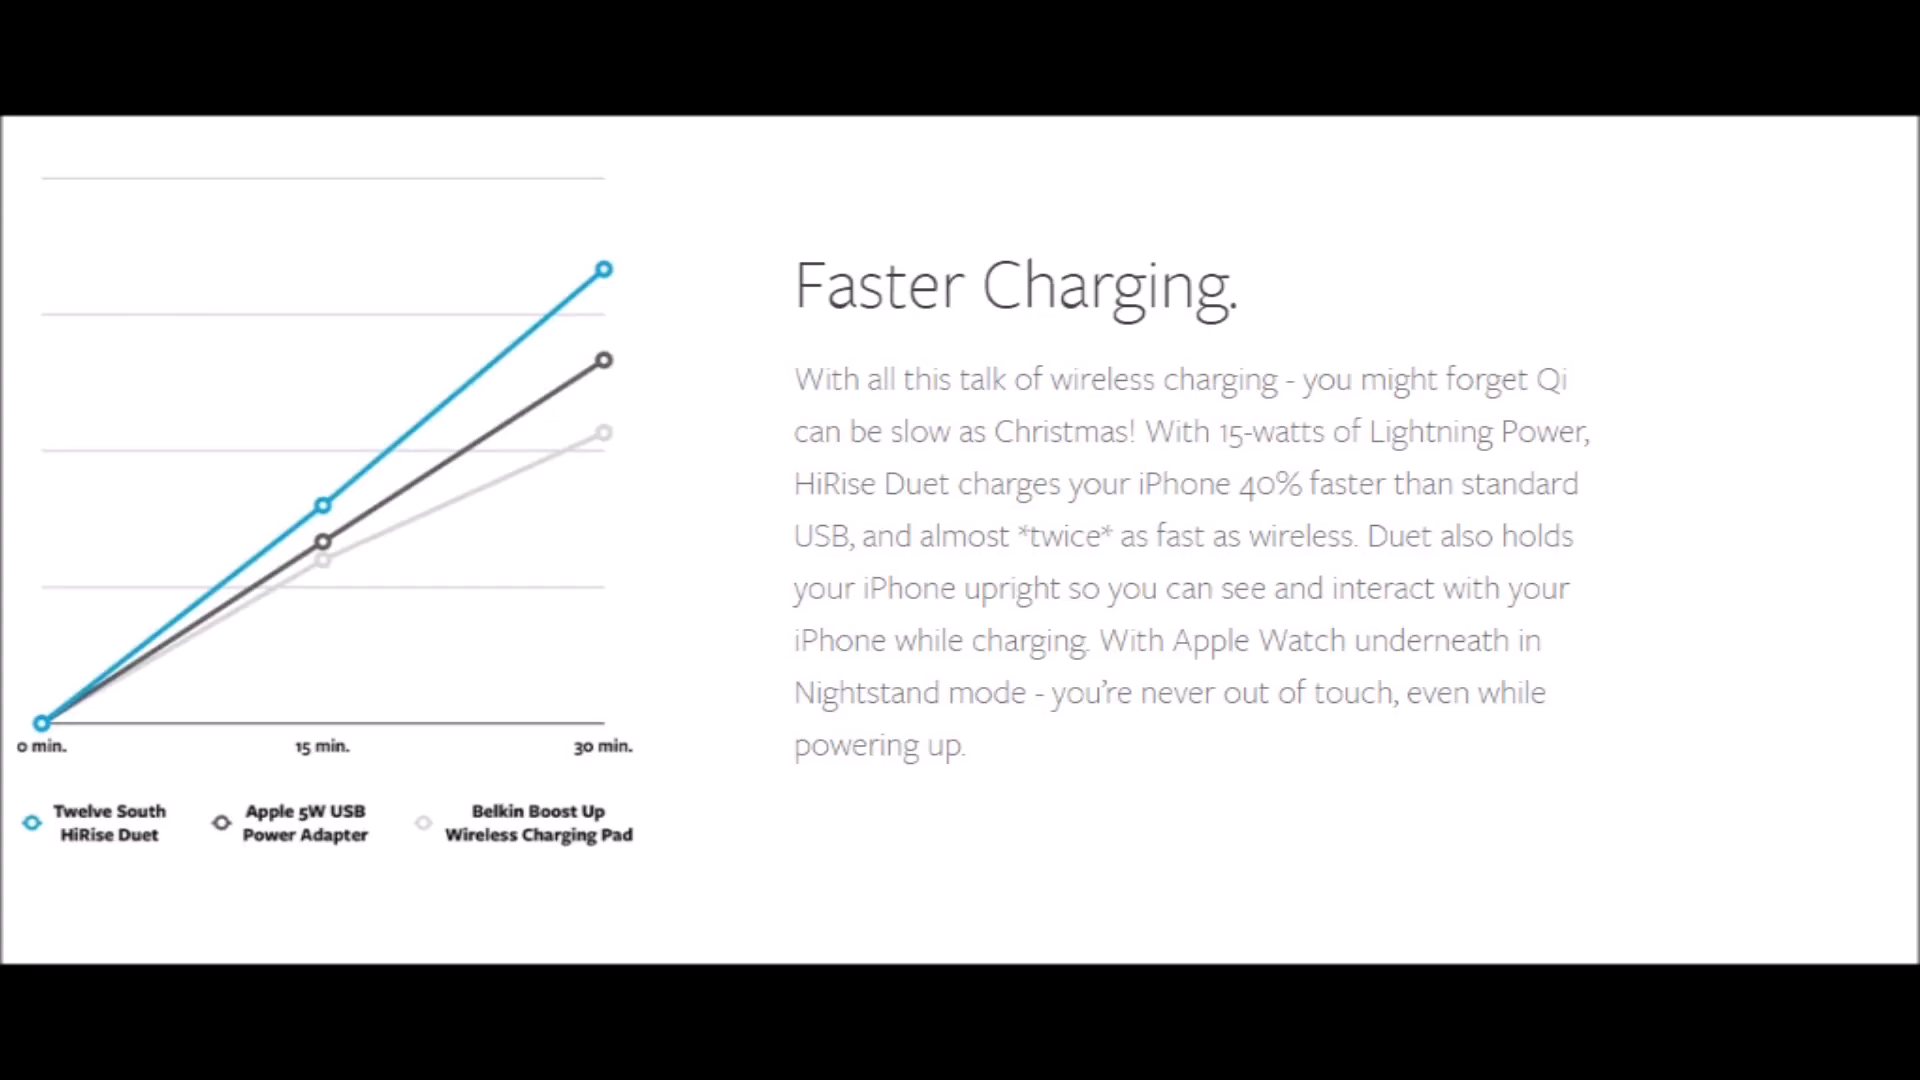 Faster Charging.
With all this talk of wireless charging - you might forget Qi
can be slow as Christmas! With 15-watts of Lightning Power,
HiRise Duet charges your iPhone 40% faster than standard
USB, and almost *twice* as fast as wireless. Duet also holds
your iPhone upright so you can see and interact with your
iPhone while charging. With Apple Watch underneath in
Nightstand mode - you're never out of touch, even while
powering up.
0 min.
15 min.
30 min.
Twelve South
HiRise Duet
Apple 5W USB
Power Adapter
Belkin Boost Up
Wireless Charging Pad